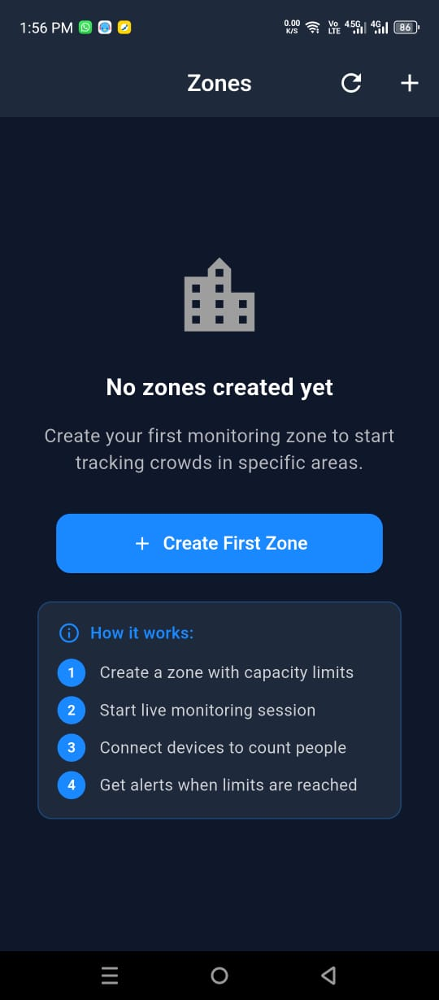 1:56 PM
0.00
K/S
Vo
LTE
4.5G
4G
86
Zones
No zones created yet
Create your first monitoring zone to start
tracking crowds in specific areas.
+ Create First Zone
How it works:
1 Create a zone with capacity limits
2 Start live monitoring session
3 Connect devices to count people
4 Get alerts when limits are reached